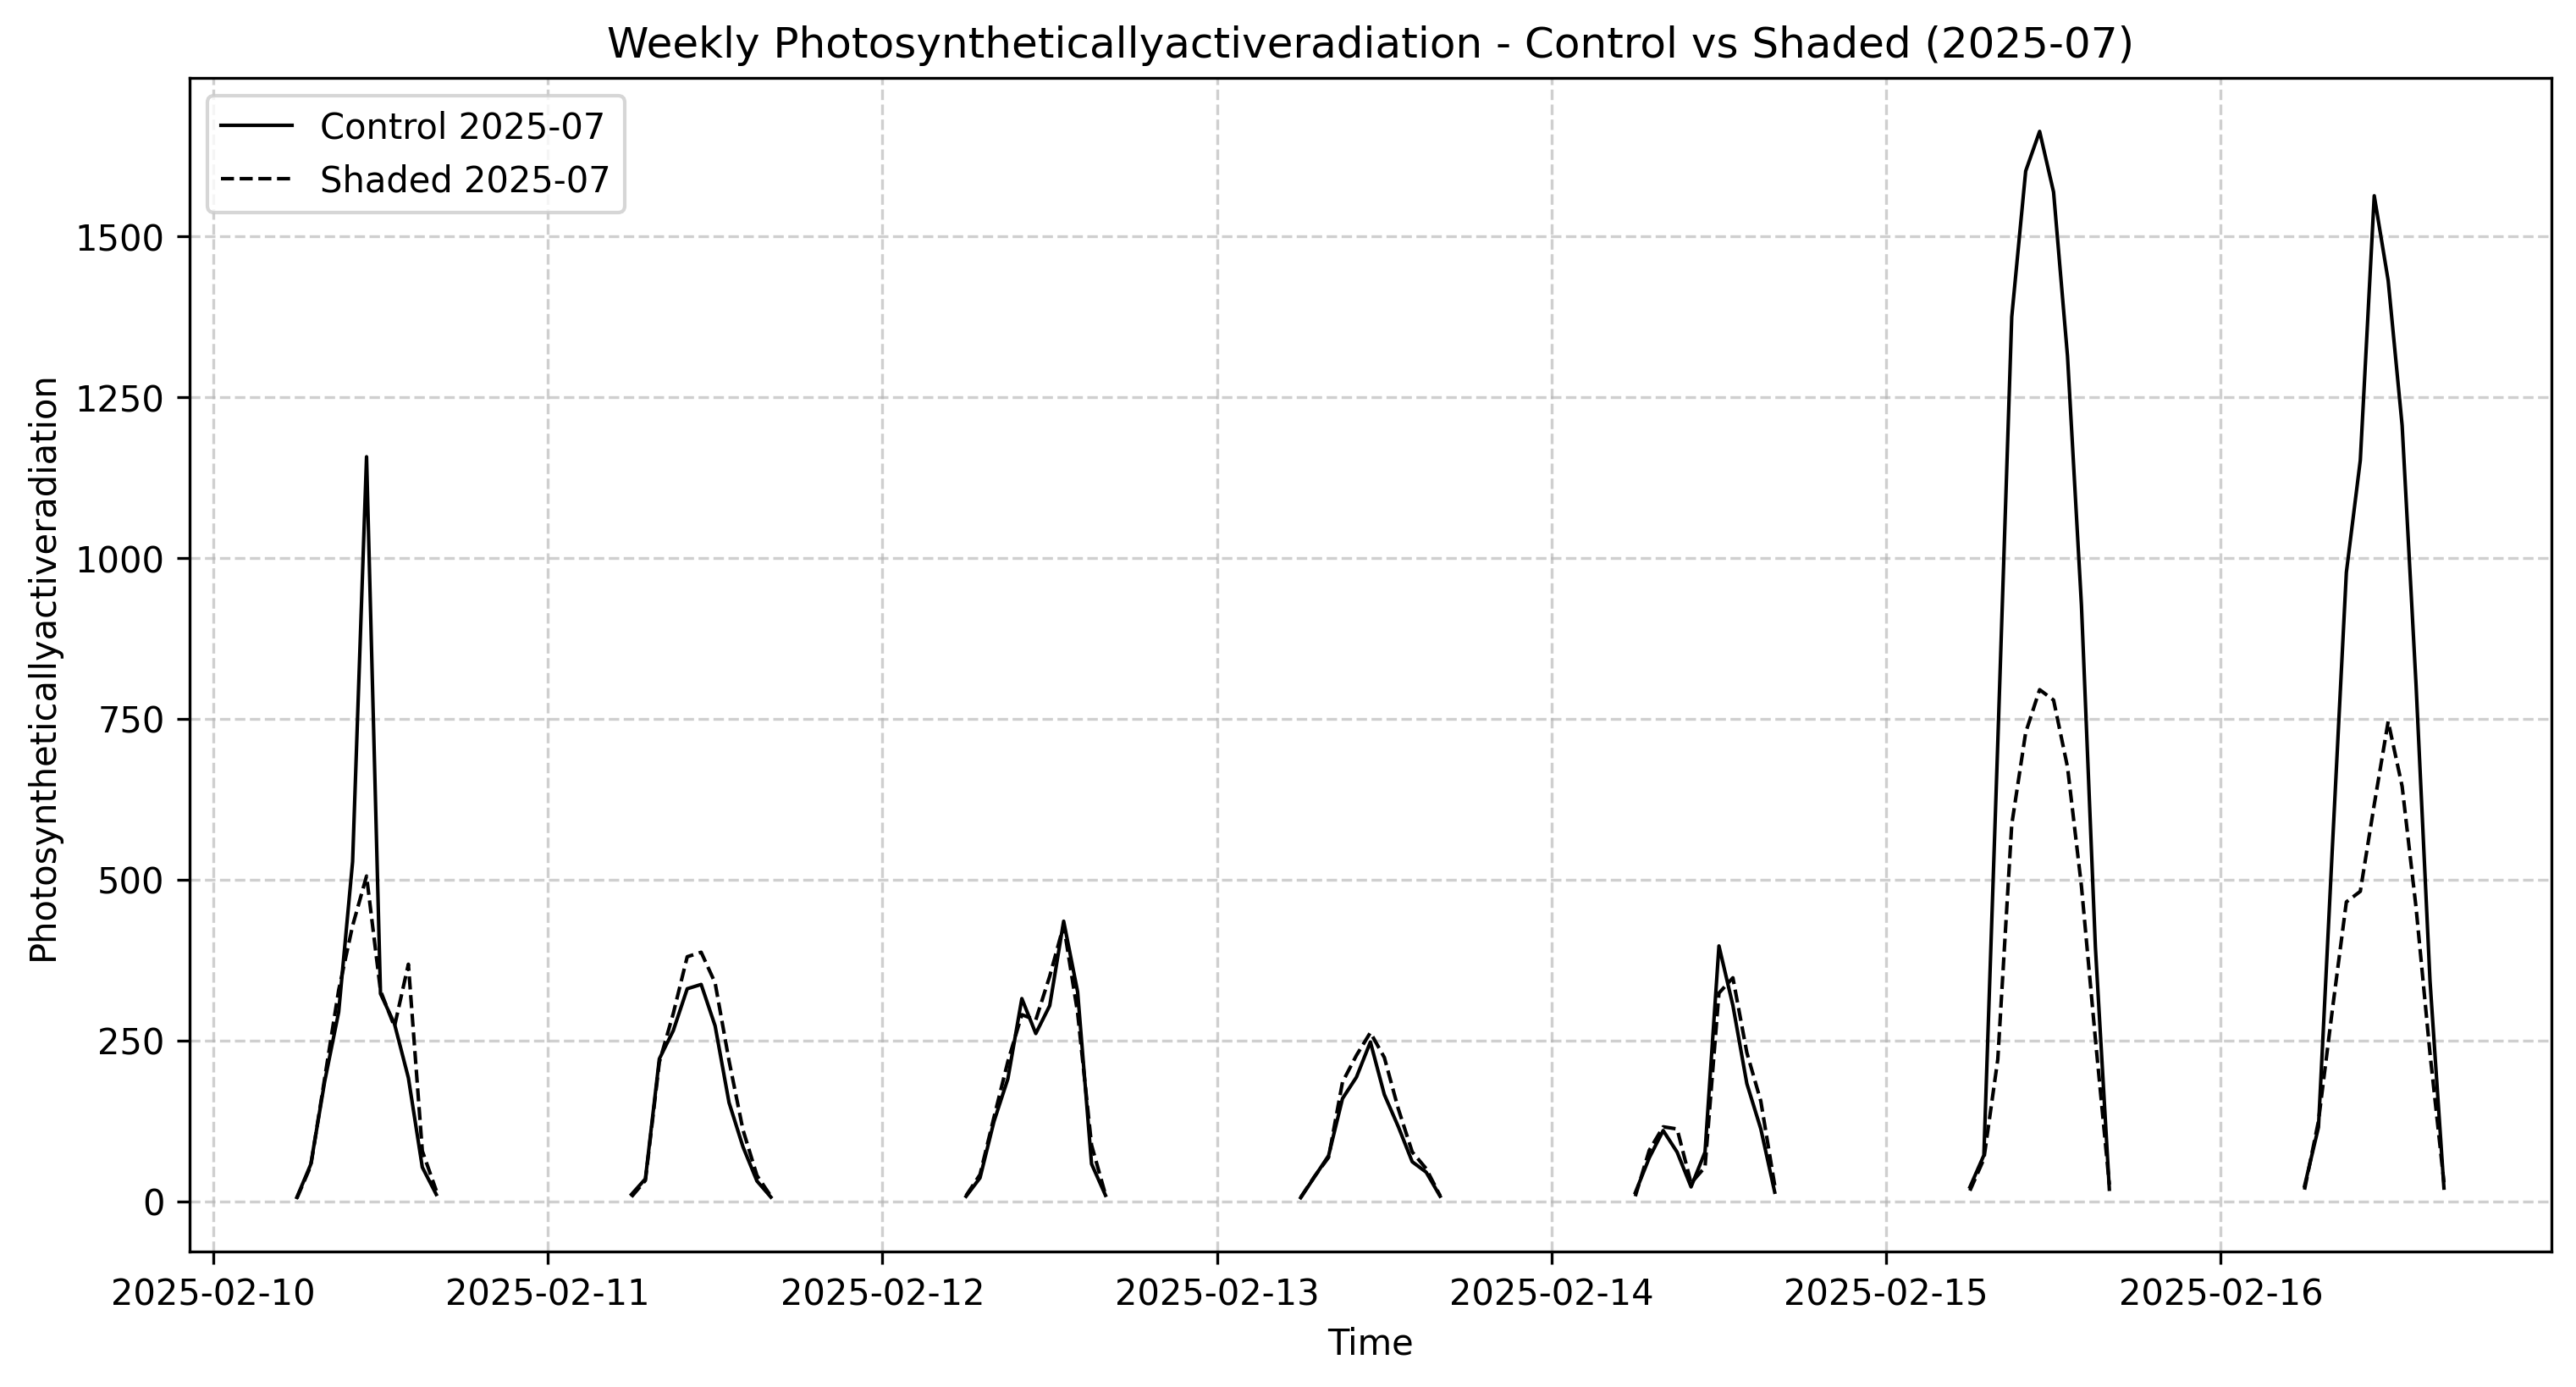 Weekly Photosyntheticallyactiveradiation - Control vs Shaded (2025-07)
Control 2025-07
Shaded 2025-07
Photosyntheticallyactiveradiation
1500
1250
1000
750
500
250
0
2025-02-10 2025-02-11 2025-02-12 2025-02-13 2025-02-14 2025-02-15 2025-02-16
Time